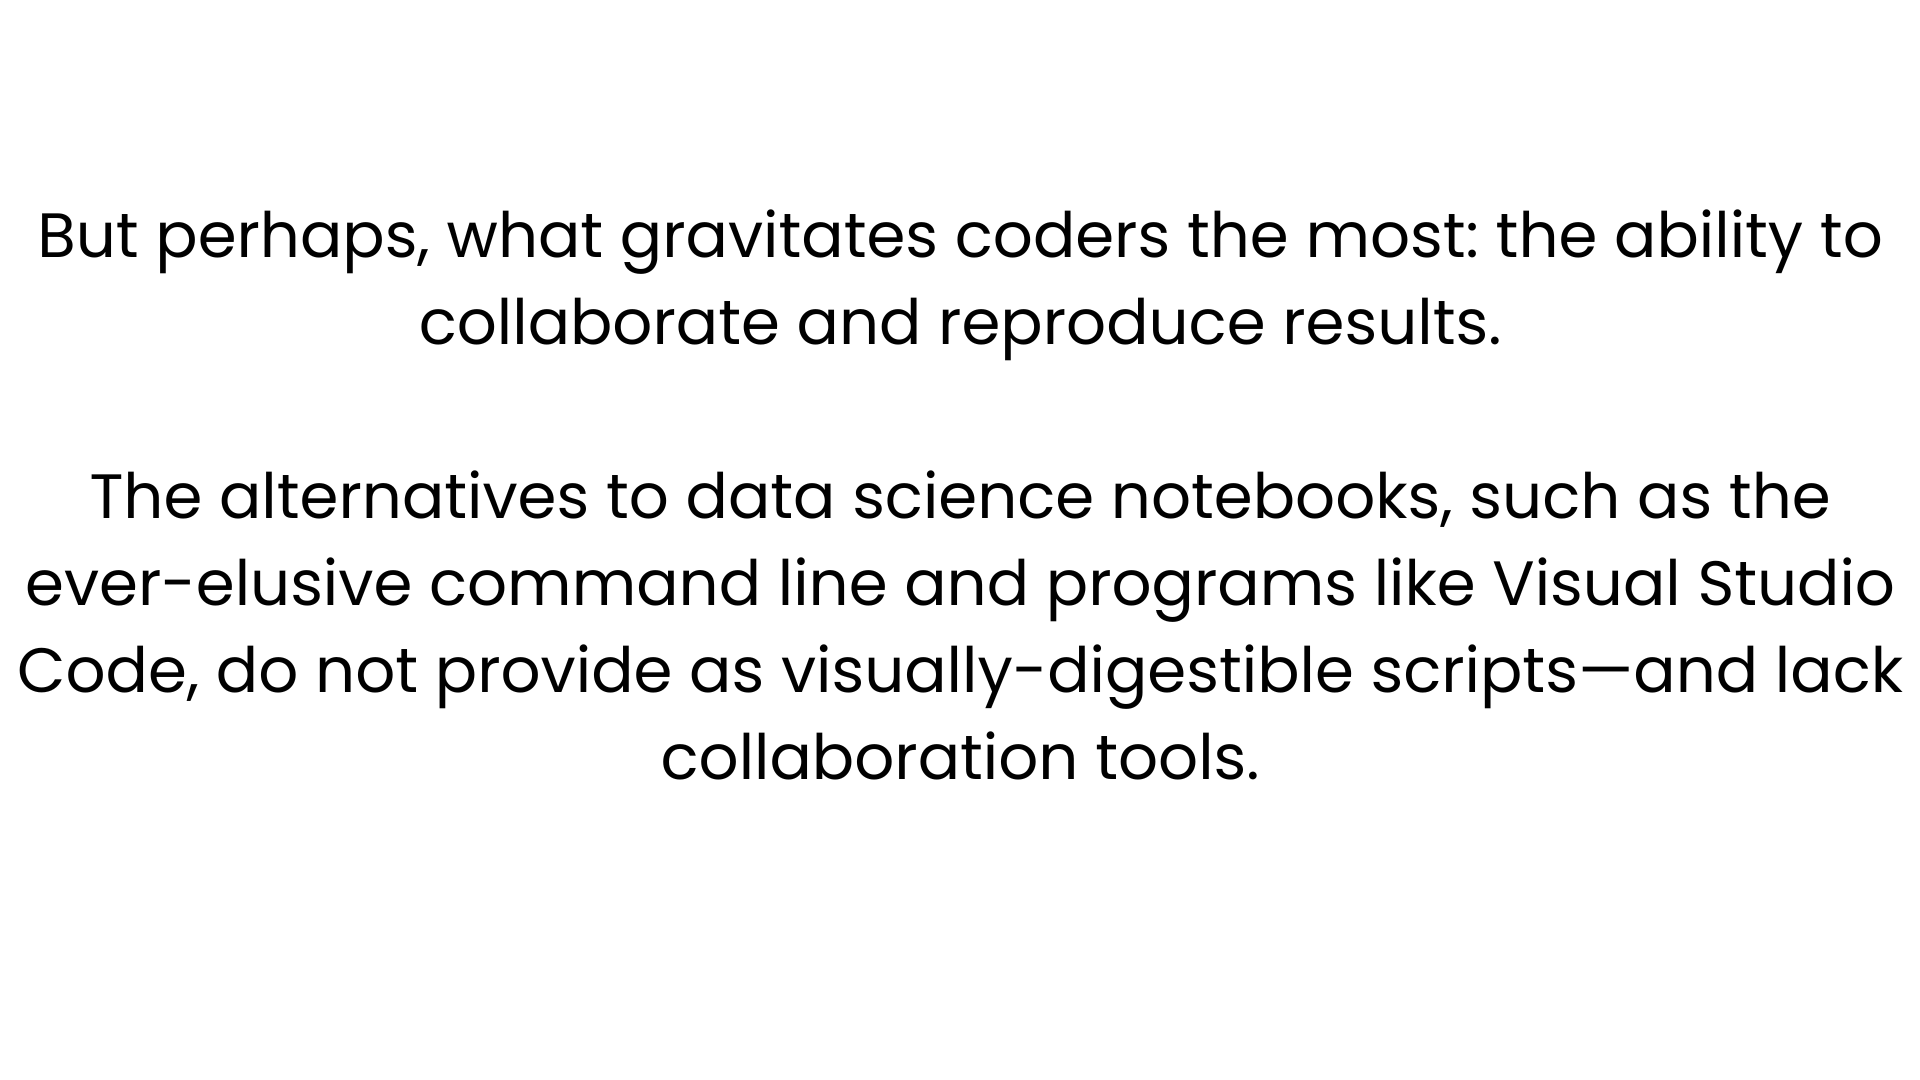 But perhaps, what gravitates coders the most: the ability to
collaborate and reproduce results.
The alternatives to data science notebooks, such as the
ever-elusive command line and programs like Visual Studio
Code, do not provide as visually-digestible scripts—and lack
collaboration tools.